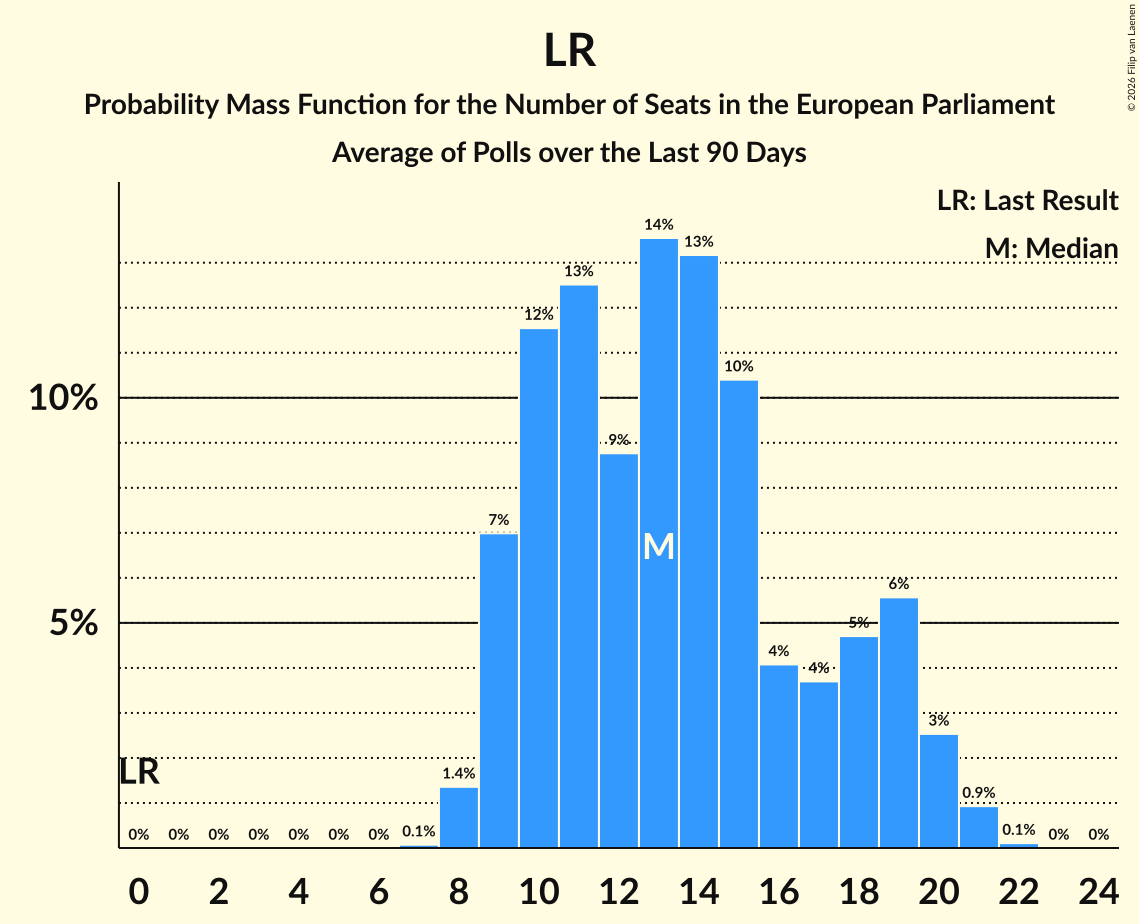 LR
Probability Mass Function for the Number of Seats in the European Parliament
Average of Polls over the Last 90 Days
© 2026 Filip van Laenen
LR: Last Result
M: Median
14%
13%
13%
12%
10%
10%
9%
7%
M
6%
5%
5%
4%
4%
3%
LR
1.4%
0.9%
0% 0% 0% 0% 0% 0% 0% 0.1% 0.1% 0% 0%
0 2 4 6 8 10 12 14 16 18 20 22 24